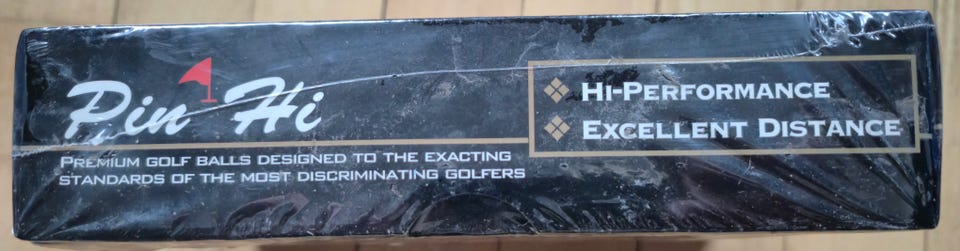 Pin Hi
PREMIUM GOLF BALLS DESIGNED TO THE EXACTING
STANDARDS OF THE MOST DISCRIMINATING GOLFERS
HI-PERFORMANCE
EXCELLENT DISTANCE